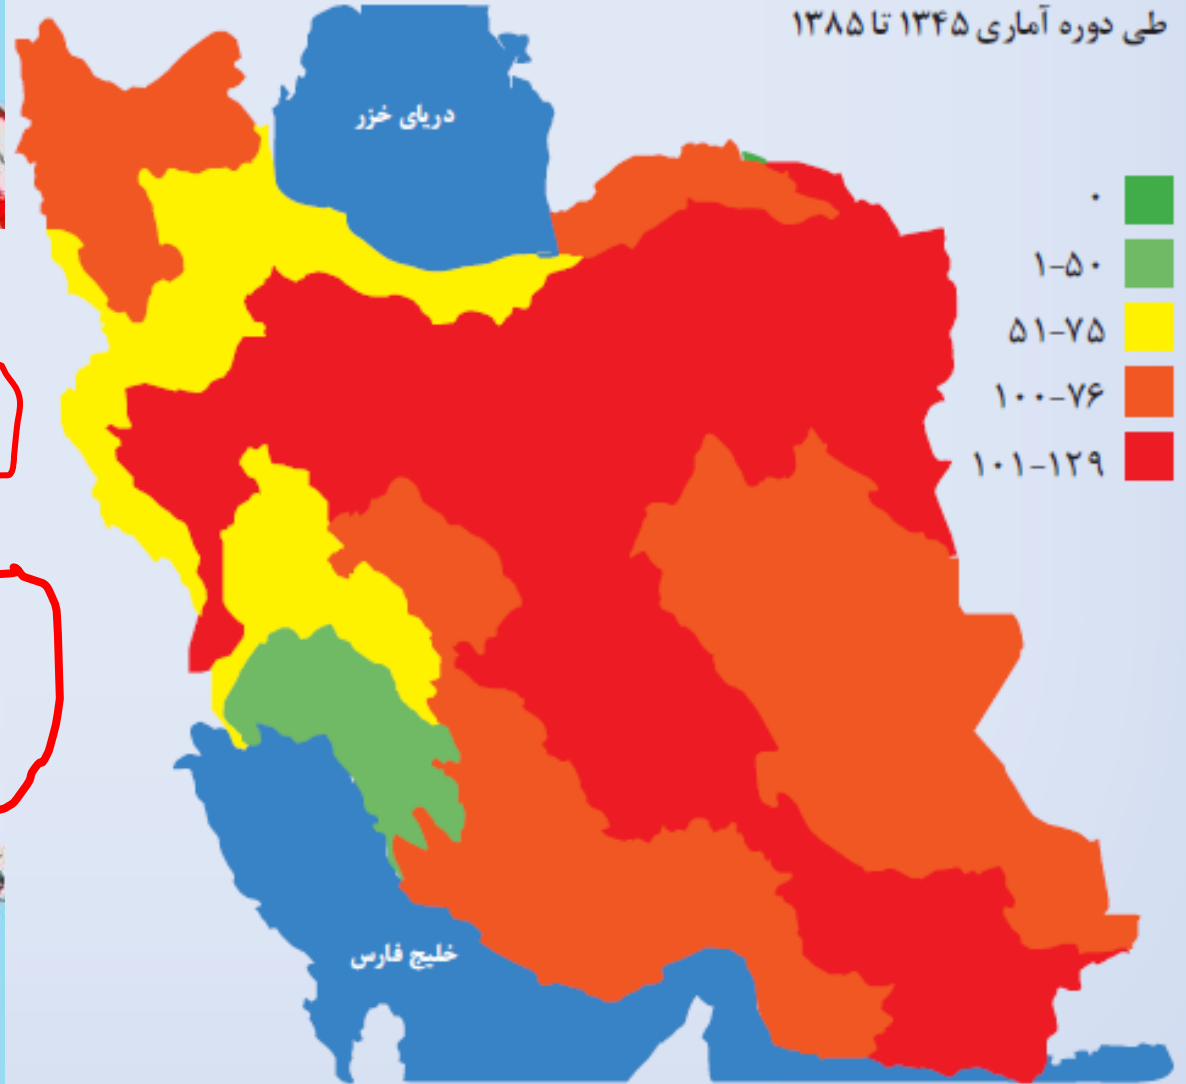 طی دوره آماری ۱۳۴۵ تا ۱۳۸۵
دریای خزر
۰
۱-۵۰
۵۱-۷۵
۱۰۰-۷۶
۱۰۱-۱۲۹
خلیج فارس